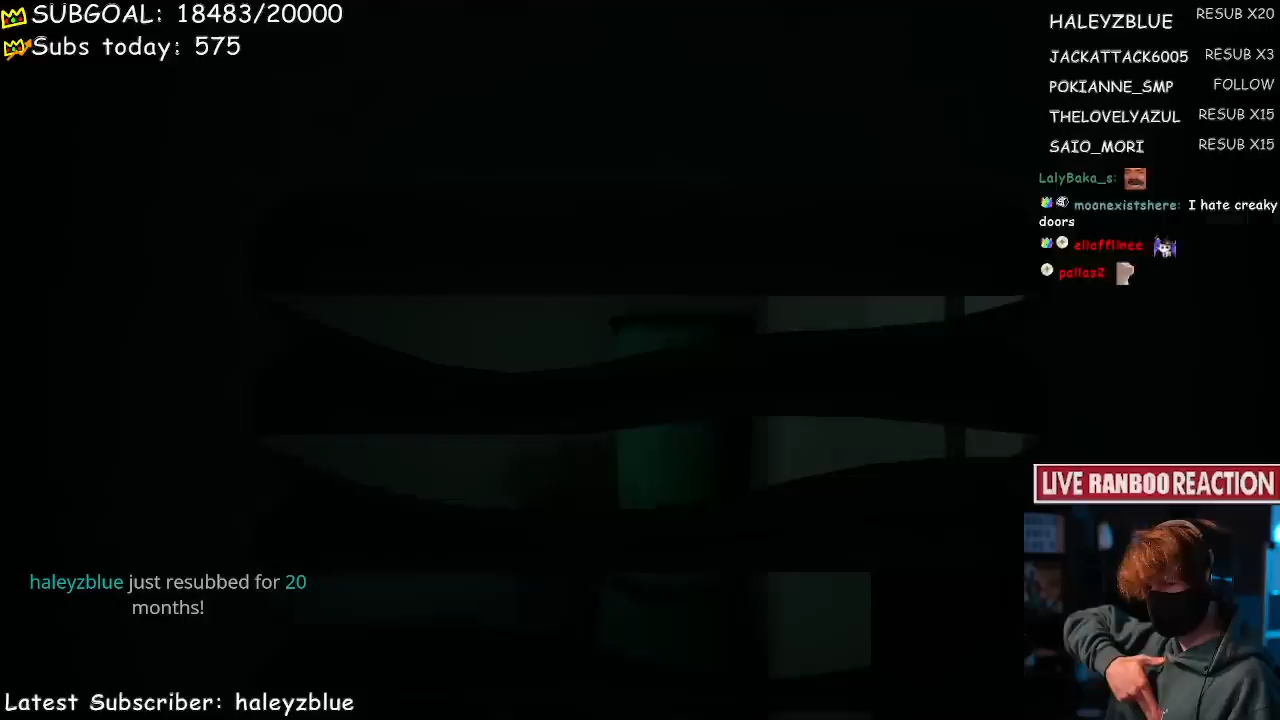 SUBGOAL: 18483/20000
Subs today: 575
HALEYZBLUE RESUB X20
JACKATTACK6005 RESUB X3
POKIANNE_SMP FOLLOW
THELOVELYAZUL RESUB X15
SAIO_MORI RESUB X15
LalyBaka_s:
moonexistshere: I hate creaky
doors
pallas2
LIVE RANBOO REACTION
haleyzblue just resubbed for 20
months!
Latest Subscriber: haleyzblue